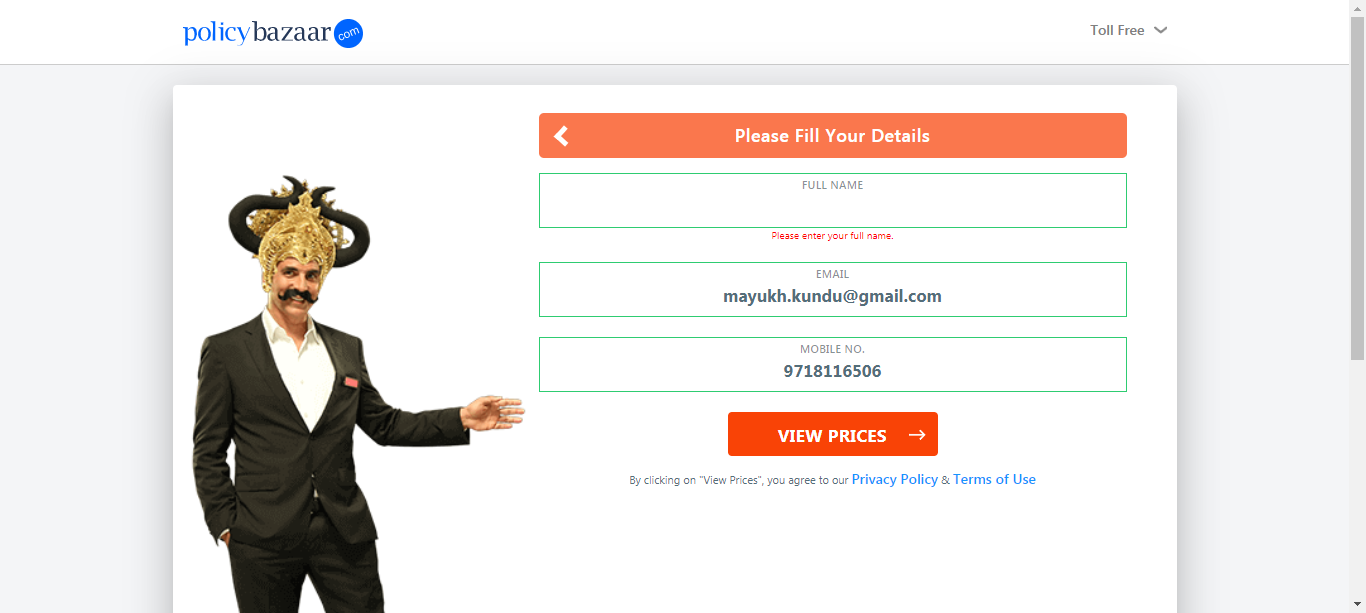 policybazaar.com
Toll Free
Please Fill Your Details
FULL NAME
Please enter your full name.
EMAIL
mayukh.kundu@gmail.com
MOBILE NO.
9718116506
VIEW PRICES →
By clicking on "View Prices", you agree to our Privacy Policy & Terms of Use